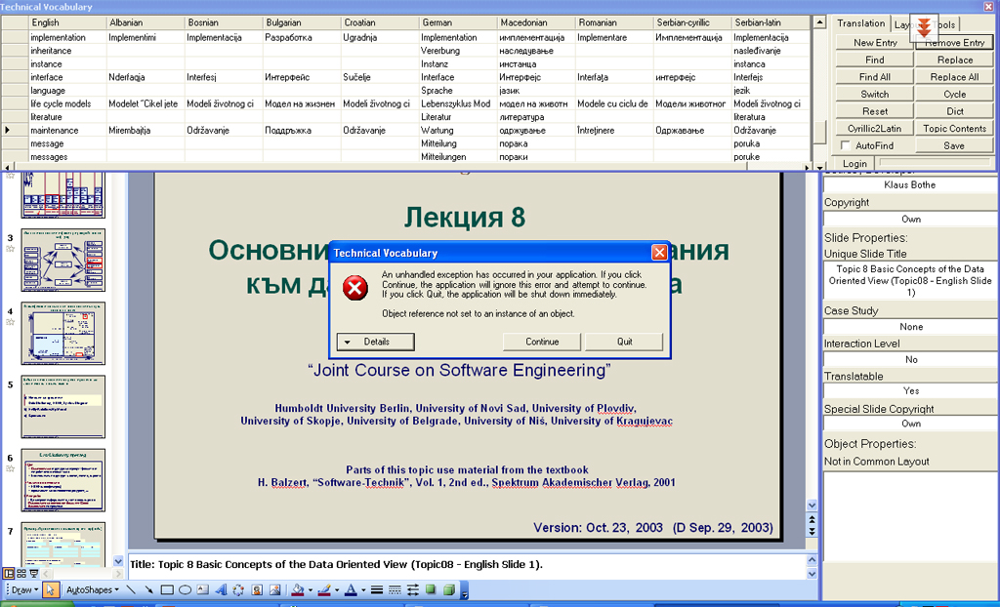 Technical Vocabulary
English Albanian Bosnian Bulgarian Croatian German Macedonian Romanian Serbian-cyrillic Serbian-latin
implementation Implementimi Implementacija Разработка Ugradnja Implementation имплементација Implementare Имплементација Implementacija
inheritance Vererbung наследување nasleđivanje
instance Instanz инстанца instanca
interface Nderfaqja Interfesj Интерфейс Sučelje Interface Интерфејс Interfaţa интерфејс Interfejs
language Sprache јазик jezik
life cycle models Modelet "Cikel jete Modeli životnog ci Модел на жизнен Modeli životnog ci Lebenszyklus Mod модел на животн Modele cu ciclu de Модели животног Modeli životnog ci
literature Literatur литература literatura
maintenance Mirembajtja Održavanje Поддръжка Održavanje Wartung одржување Întreţinere Одржавање Održavanje
message Mitteilung порака poruka
messages Mitteilungen пораки poruke
Translation Tools
New Entry Remove Entry
Find Replace
Find All Replace All
Switch Cycle
Reset Dict
Cyrillic2Latin Topic Contents
AutoFind Save
Login
Klaus Bothe
Copyright
Own
Slide Properties:
Unique Slide Title
Topic 8 Basic Concepts of the Data
Oriented View (Topic08 - English Slide
1)
Case Study
None
Interaction Level
No
Translatable
Yes
Special Slide Copyright
Own
Object Properties:
Not in Common Layout
3
4
5
6
7
Лекция 8
Technical Vocabulary
An unhandled exception has occurred in your application. If you click
Continue, the application will ignore this error and attempt to continue.
If you click Quit, the application will be shut down immediately.
Object reference not set to an instance of an object.
Details Continue Quit
"Joint Course on Software Engineering"
Humboldt University Berlin, University of Novi Sad, University of Plovdiv,
University of Skopje, University of Belgrade, University of Niš, University of Kragujevac
Parts of this topic use material from the textbook
H. Balzert, "Software-Technik", Vol. 1, 2nd ed., Spektrum Akademischer Verlag, 2001
Version: Oct. 23, 2003 (D Sep. 29, 2003)
Title: Topic 8 Basic Concepts of the Data Oriented View (Topic08 - English Slide 1).
Draw AutoShapes